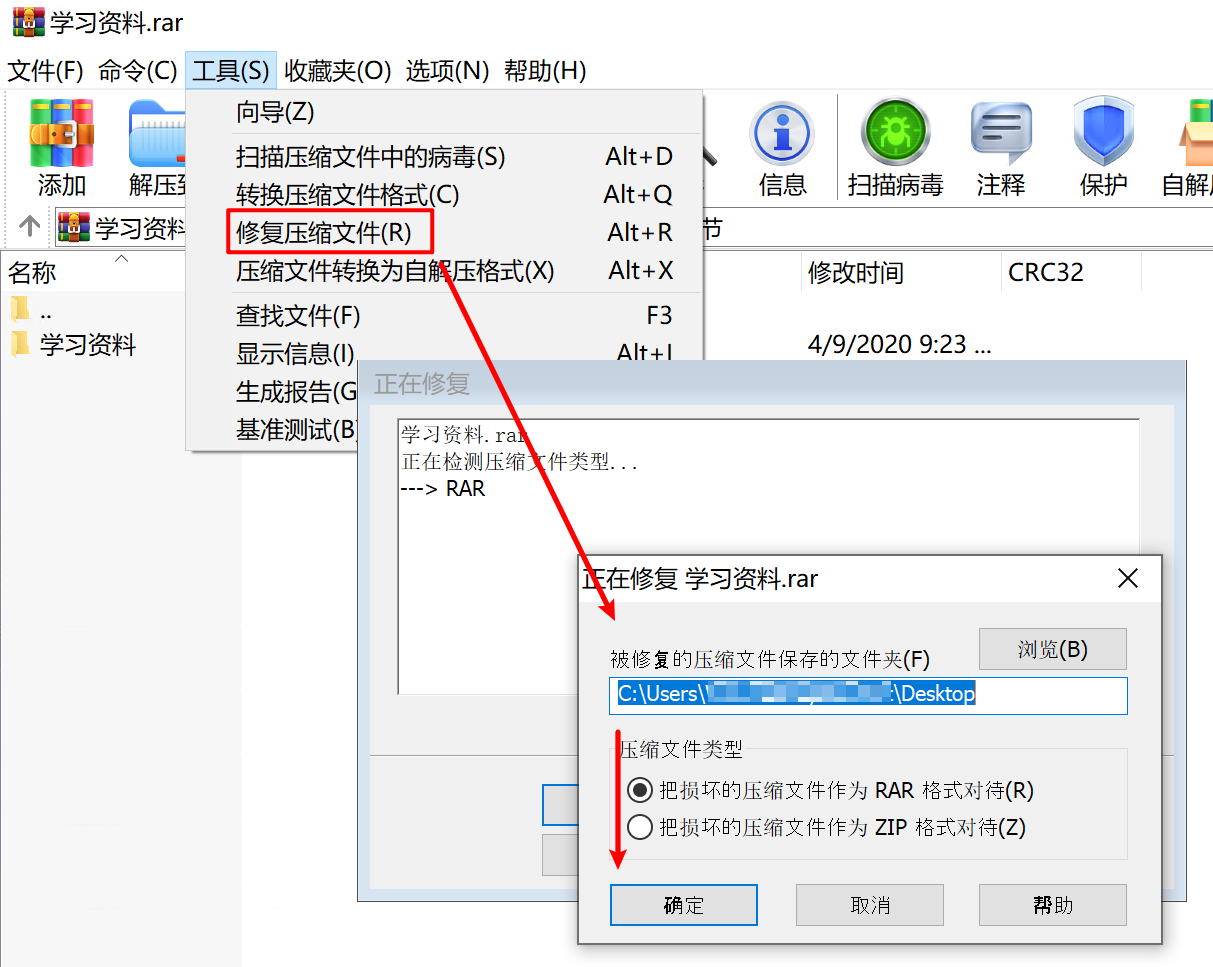 学习资料.rar
文件(F) 命令(C) 工具(S) 收藏夹(O) 选项(N) 帮助(H)
向导(Z)
扫描压缩文件中的病毒(S) Alt+D
转换压缩文件格式(C) Alt+Q
修复压缩文件(R) Alt+R
压缩文件转换为自解压格式(X) Alt+X
查找文件(F) F3
显示信息(I) Alt+I
生成报告(G
基准测试(B)
添加 解压到 信息 扫描病毒 注释 保护 自解压
学习资料 节
名称 修改时间 CRC32
..
学习资料 4/9/2020 9:23 ...
正在修复
学习资料.rar
正在检测压缩文件类型...
---> RAR
正在修复 学习资料.rar
被修复的压缩文件保存的文件夹(F) 浏览(B)
C:\Users\ \Desktop
压缩文件类型
把损坏的压缩文件作为 RAR 格式对待(R)
把损坏的压缩文件作为 ZIP 格式对待(Z)
确定 取消 帮助